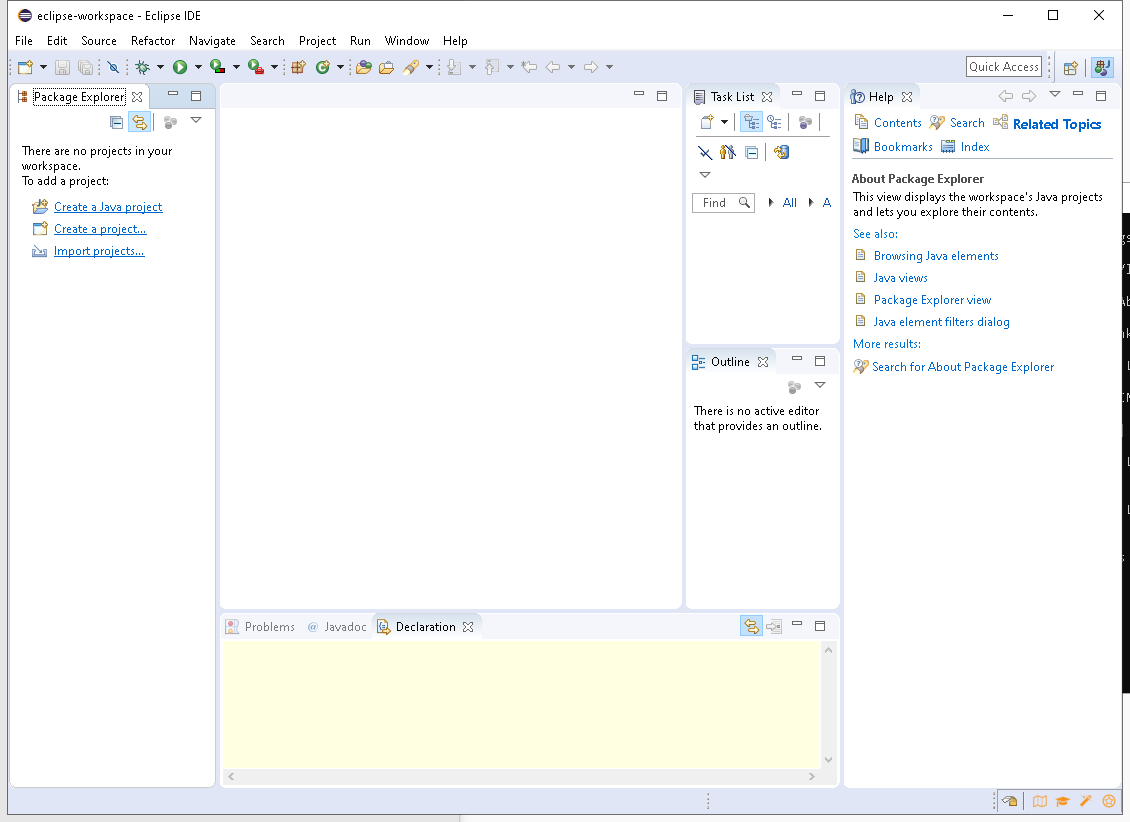 eclipse-workspace - Eclipse IDE
File Edit Source Refactor Navigate Search Project Run Window Help
Quick Access
Package Explorer
There are no projects in your
workspace.
To add a project:
Create a Java project
Create a project...
Import projects...
Task List
Find All A
Outline
There is no active editor
that provides an outline.
Problems @ Javadoc Declaration
Help
Contents Search Related Topics
Bookmarks Index
About Package Explorer
This view displays the workspace's Java projects
and lets you explore their contents.
See also:
Browsing Java elements
Java views
Package Explorer view
Java element filters dialog
More results:
Search for About Package Explorer